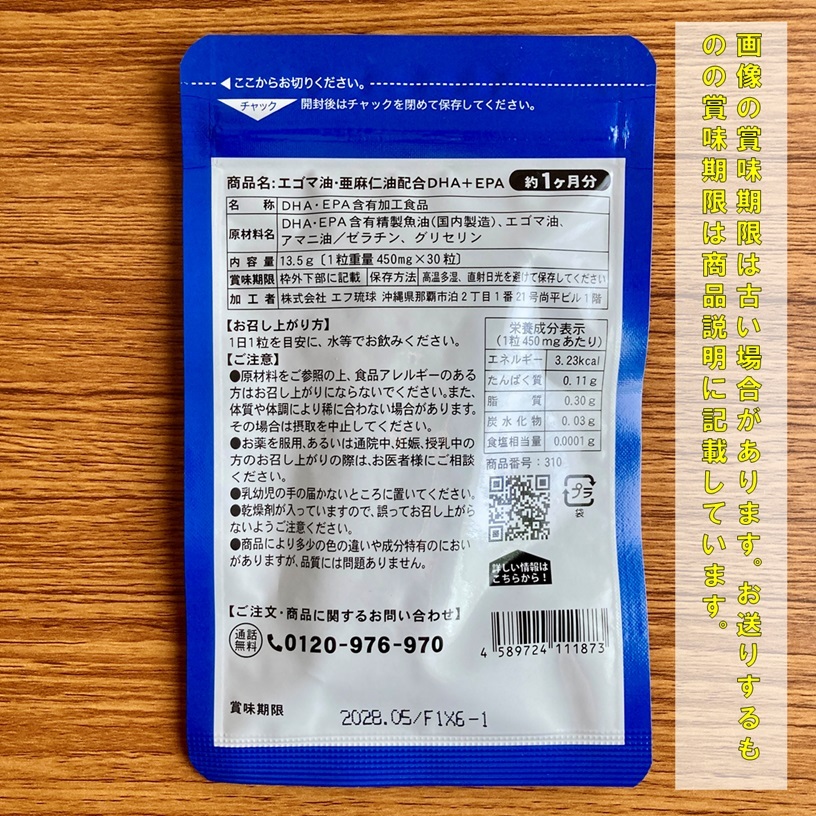 ここからお切りください。
チャック
開封後はチャックを閉めて保存してください。
商品名:エゴマ油・亜麻仁油配合DHA+EPA 約1ヶ月分
名 称 DHA・EPA含有加工食品
原材料名 DHA・EPA含有精製魚油(国内製造)、エゴマ油、
アマニ油/ゼラチン、グリセリン
内容量 13.5g〔1粒重量 450mg×30粒〕
賞味期限 枠外下部に記載 保存方法 高温多湿、直射日光を避けて保存してください
加工者 株式会社 エフ琉球 沖縄県那覇市泊2丁目1番21号尚平ビル1階
【お召し上がり方】
1日1粒を目安に、水等でお飲みください。
【ご注意】
●原材料をご参照の上、食品アレルギーのある
方はお召し上がりにならないでください。また、
体質や体調により稀に合わない場合があります。
その場合は摂取を中止してください。
●お薬を服用、あるいは通院中、妊娠、授乳中の
方のお召し上がりの際は、お医者様にご相談
ください。
●乳幼児の手の届かないところに置いてください。
●乾燥剤が入っていますので、誤ってお召し上がら
ないようご注意ください。
●商品により多少の色の違いや成分特有のにおい
がありますが、品質には問題ありません。
栄養成分表示
(1粒450mgあたり)
エネルギー 3.23kcal
たんぱく質 0.11g
脂質 0.30g
炭水化物 0.03g
食塩相当量 0.0001g
商品番号:310
プラ
袋
詳しい情報は
こちらから!
【ご注文・商品に関するお問い合わせ】
通話
無料
0120-976-970
4 589724 111873
賞味期限
2028.05/F1X6-1
画像の賞味期限は古い場合があります。お送りするも
のの賞味期限は商品説明に記載しています。